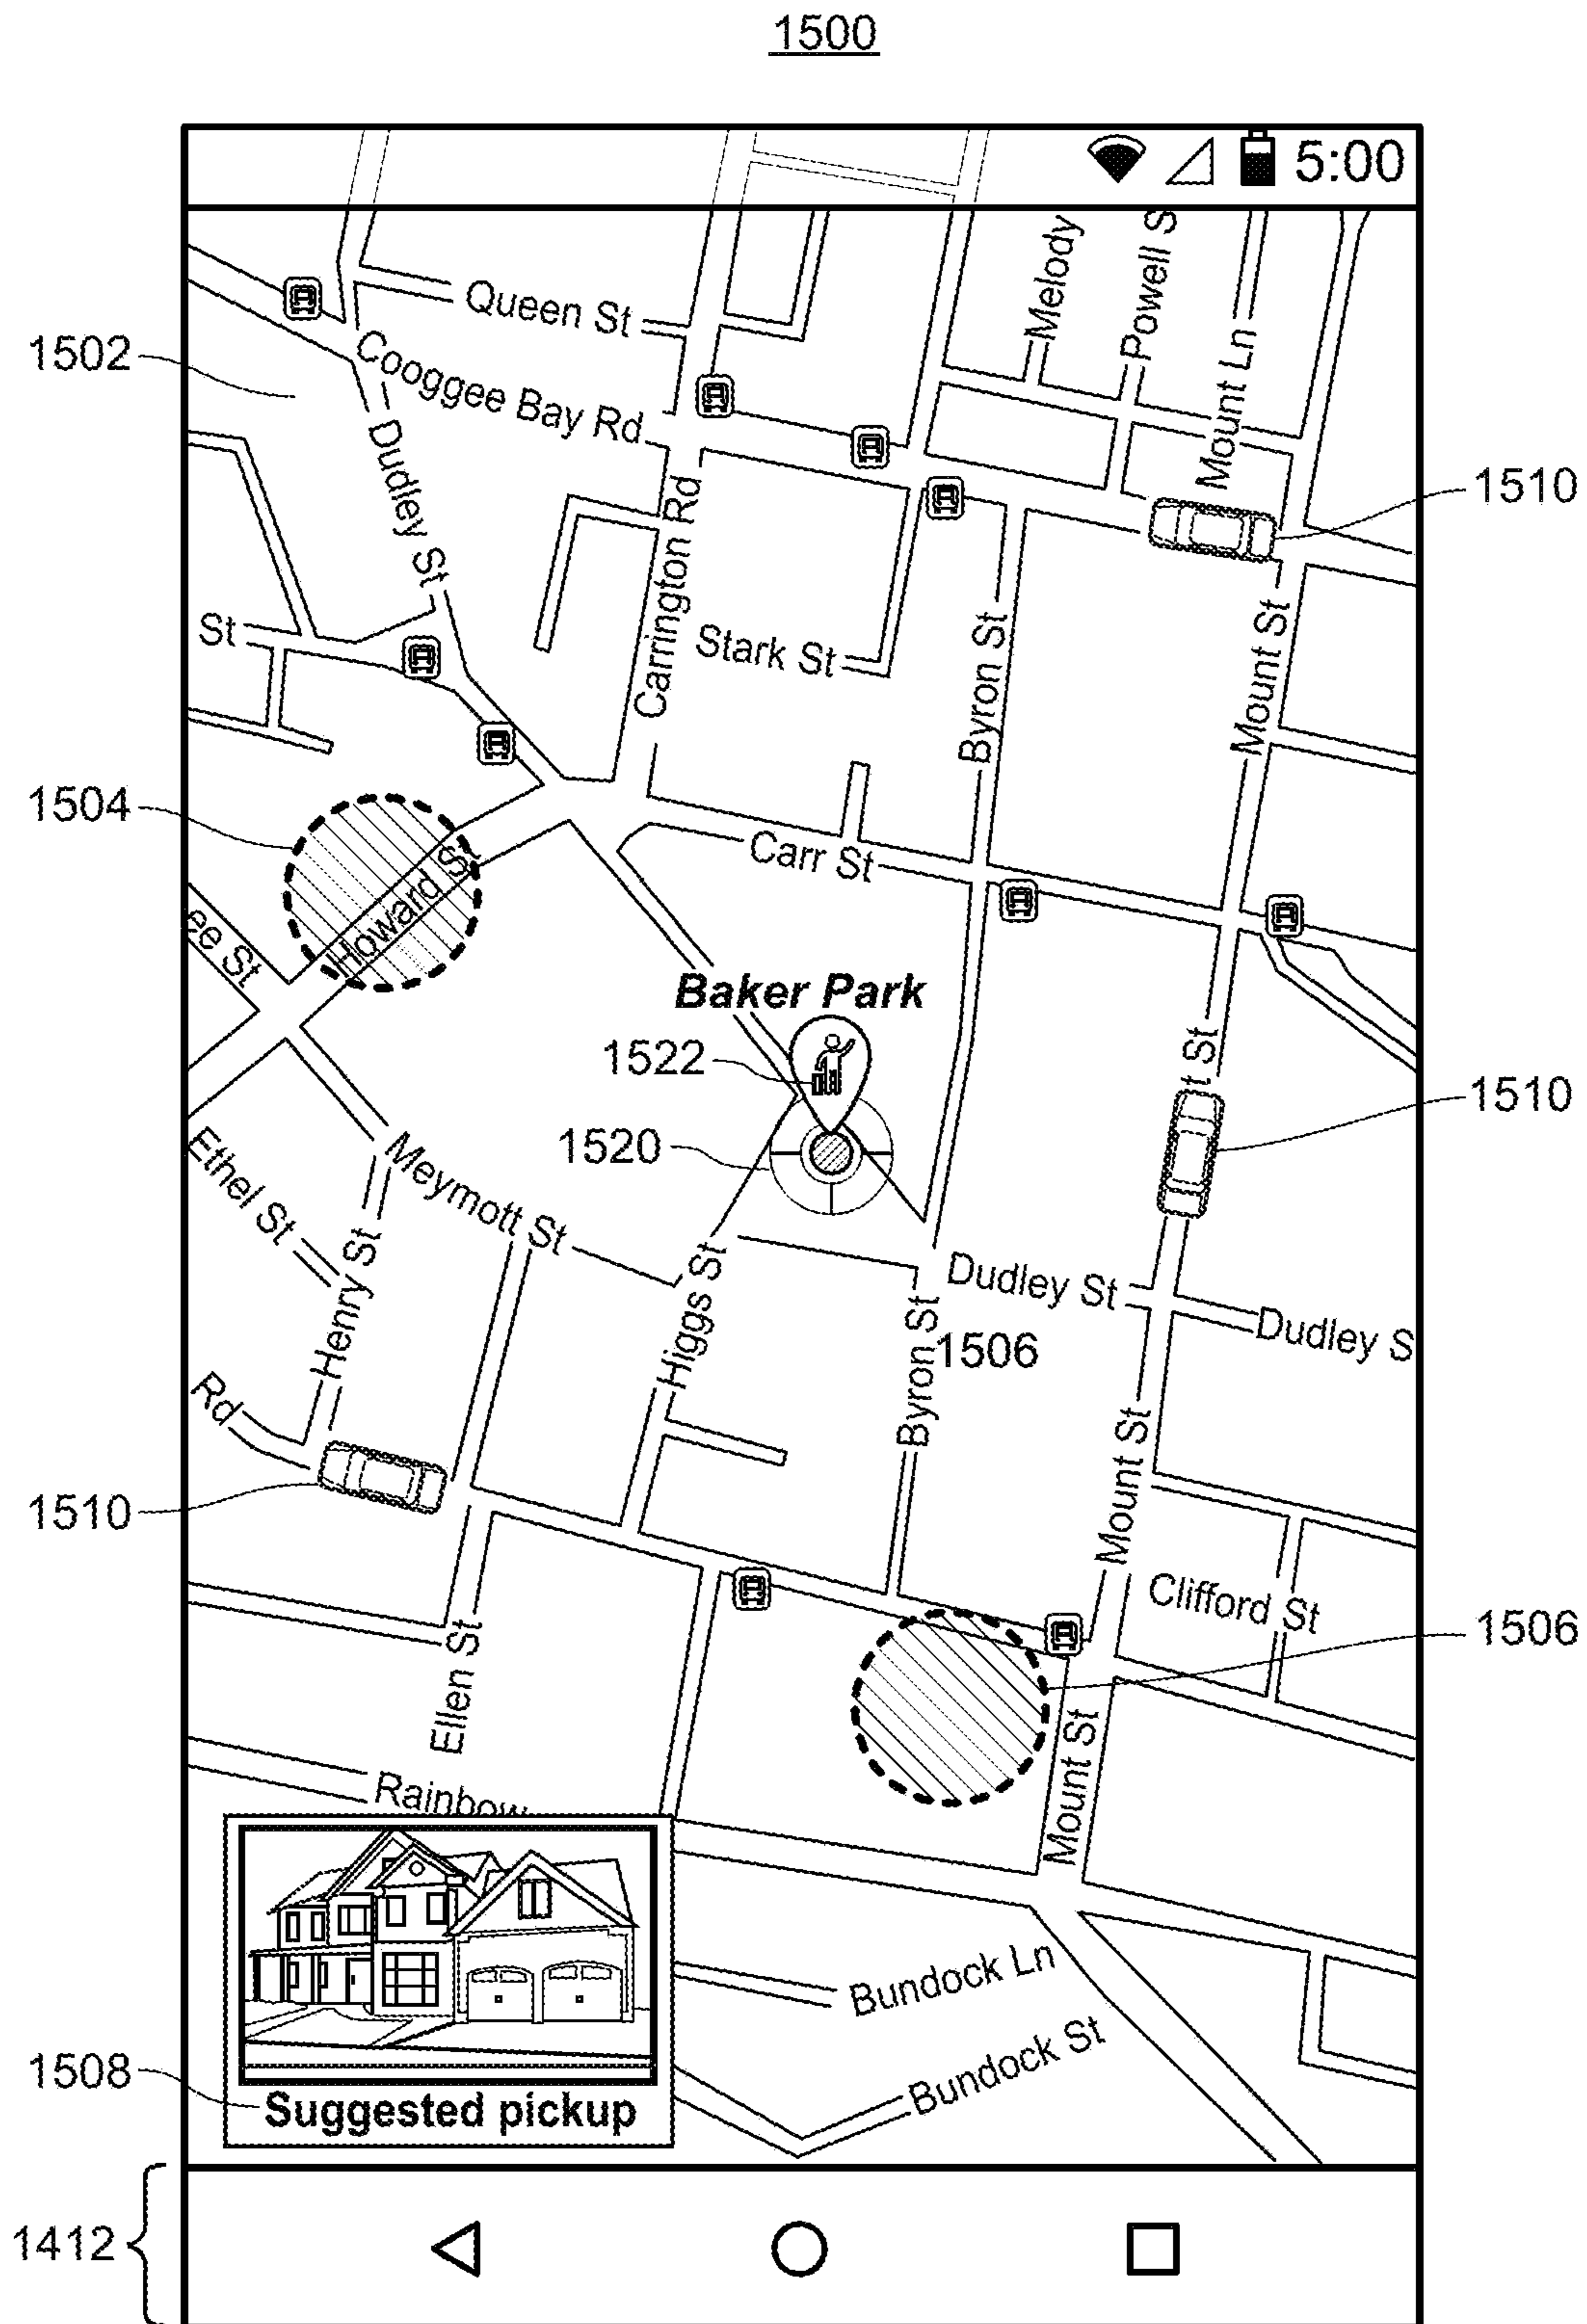 1500
5:00
Melody
Powell S
Queen St
Mount Ln
1502
Cooggee Bay Rd
Dudley St
1510
Carrington Rd
St
Stark St
Byron St
Mount St
1504
Carr St
Howard St
ee St
Baker Park
1522
t St
1510
1520
Ethel St
Meymott St
Henry St
Higgs St
Dudley St
Dudley S
Byron St
1506
Rd
Mount St
1510
Clifford St
1506
Ellen St
Mount St
Rainbow
Bundock Ln
Bundock St
1508
Suggested pickup
1412